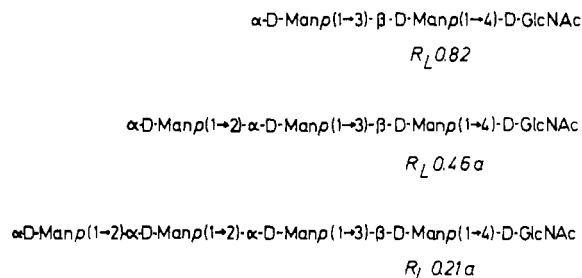 α-D-Manp(1→3)-β-D-Manp(1→4)-D-GlcNAc
R_L 0.82
α-D-Manp(1→2)-α-D-Manp(1→3)-β-D-Manp(1→4)-D-GlcNAc
R_L 0.46a
α-D-Manp(1→2)-α-D-Manp(1→2)-α-D-Manp(1→3)-β-D-Manp(1→4)-D-GlcNAc
R_L 0.21a